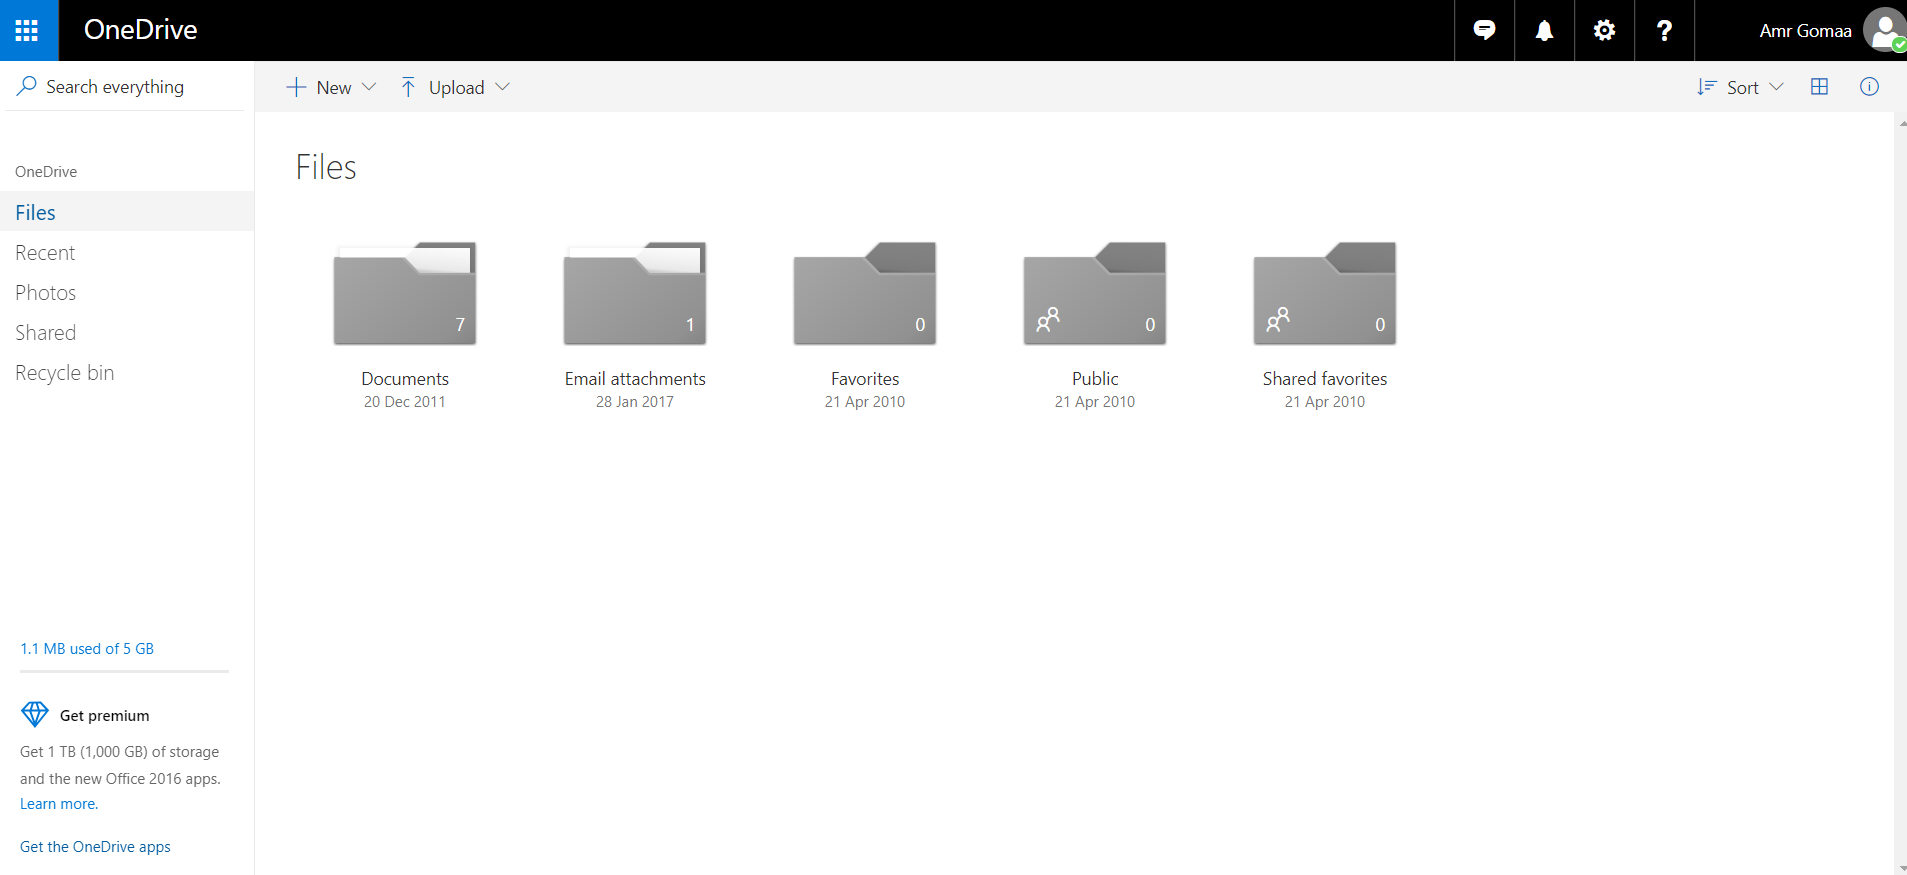 OneDrive
Amr Gomaa
Search everything
New
Upload
Sort
OneDrive
Files
Recent
Photos
Shared
Recycle bin
Files
7
1
0
0
0
Documents
Email attachments
Favorites
Public
Shared favorites
20 Dec 2011
28 Jan 2017
21 Apr 2010
21 Apr 2010
21 Apr 2010
1.1 MB used of 5 GB
Get premium
Get 1 TB (1,000 GB) of storage
and the new Office 2016 apps.
Learn more.
Get the OneDrive apps